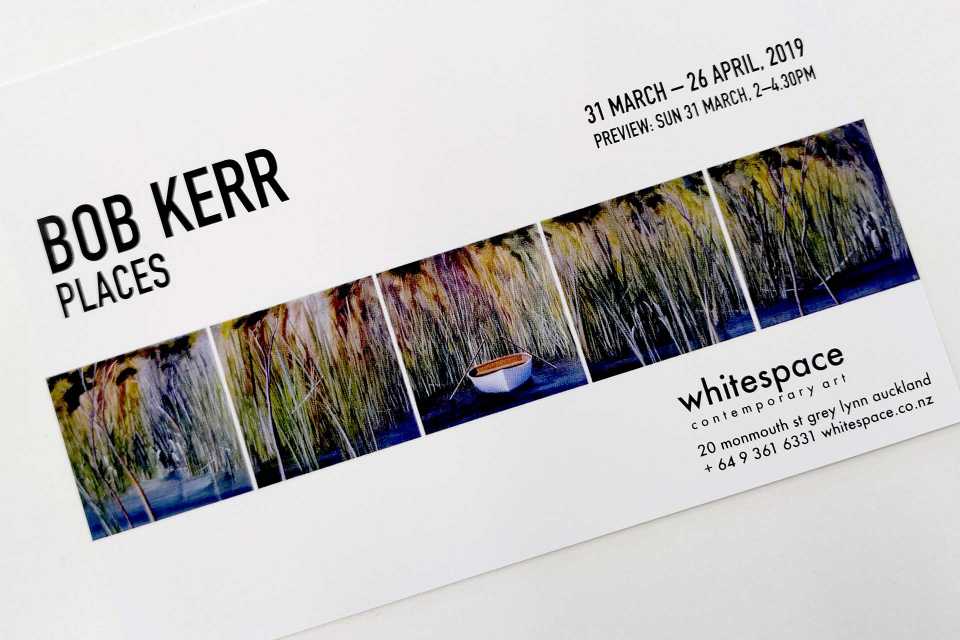 31 MARCH – 26 APRIL, 2019
PREVIEW: SUN 31 MARCH, 2–4.30PM
BOB KERR
PLACES
whitespace
contemporary art
20 monmouth st grey lynn auckland
+ 64 9 361 6331 whitespace.co.nz